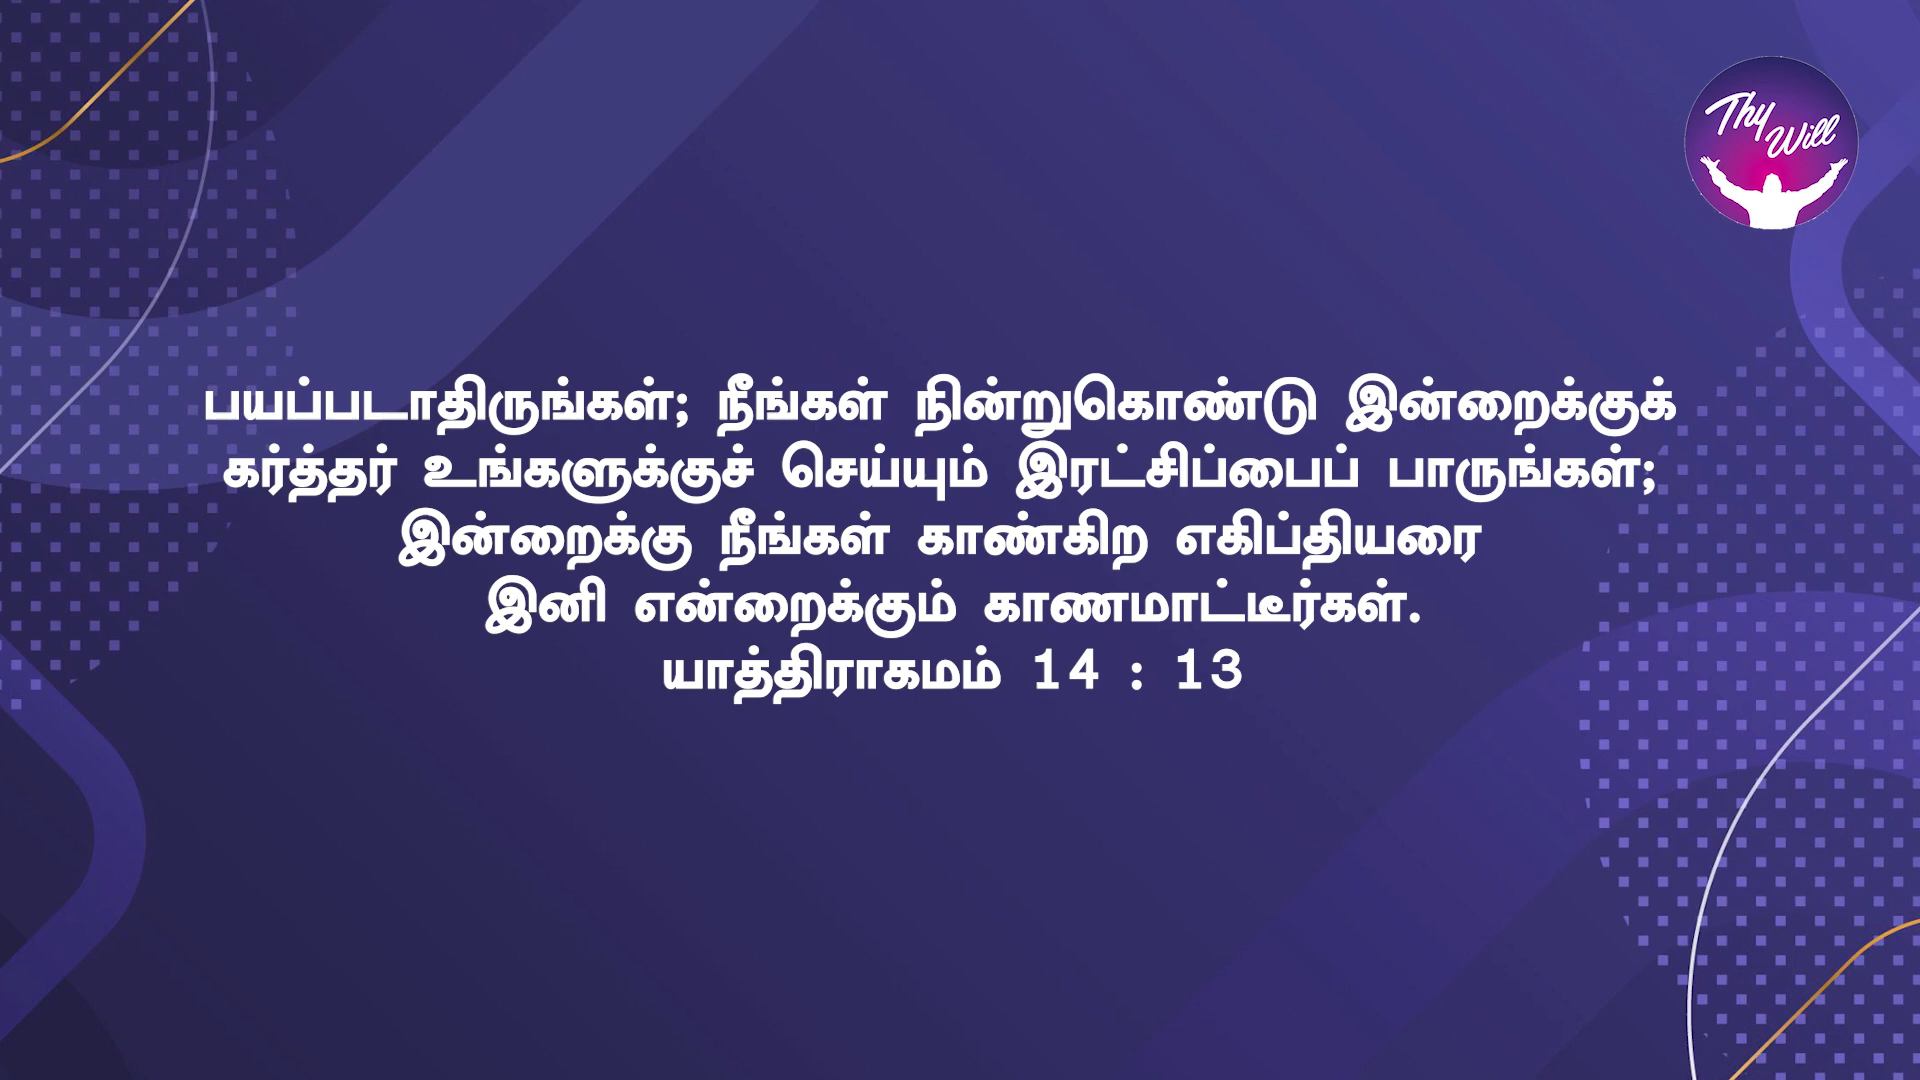 Thy Will
பயப்படாதிருங்கள்; நீங்கள் நின்றுகொண்டு இன்றைக்குக்
கர்த்தர் உங்களுக்குச் செய்யும் இரட்சிப்பைப் பாருங்கள்;
இன்றைக்கு நீங்கள் காண்கிற எகிப்தியரை
இனி என்றைக்கும் காணமாட்டீர்கள்.
யாத்திராகமம் 14 : 13